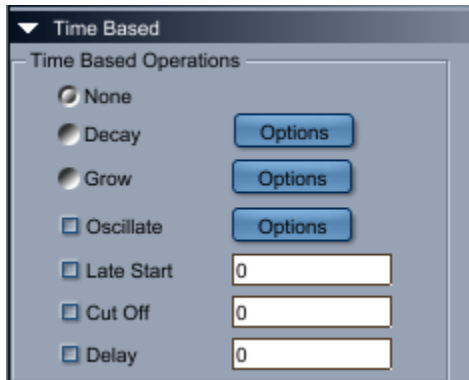 Time Based
Time Based Operations
None
Decay Options
Grow Options
Oscillate Options
Late Start 0
Cut Off 0
Delay 0